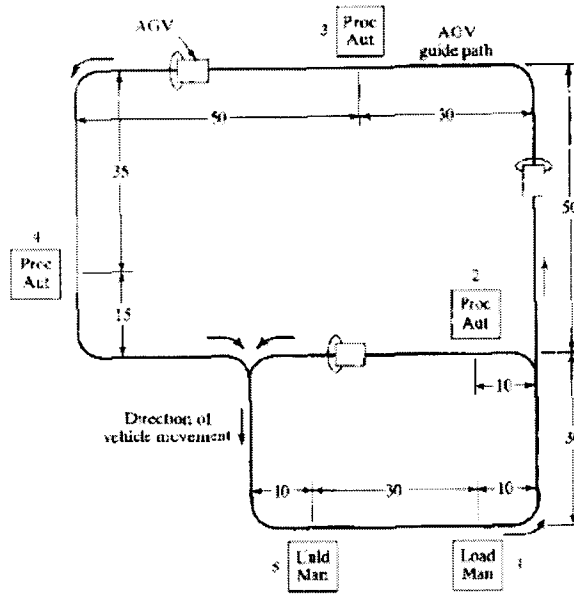 AGV
3
Proc
Aut
AGV
guide path
50
30
35
50
4
Proc
Aut
15
2
Proc
Aut
10
Direction of
vehicle movement
10
30
10
5
Unld
Man
Load
Man
1